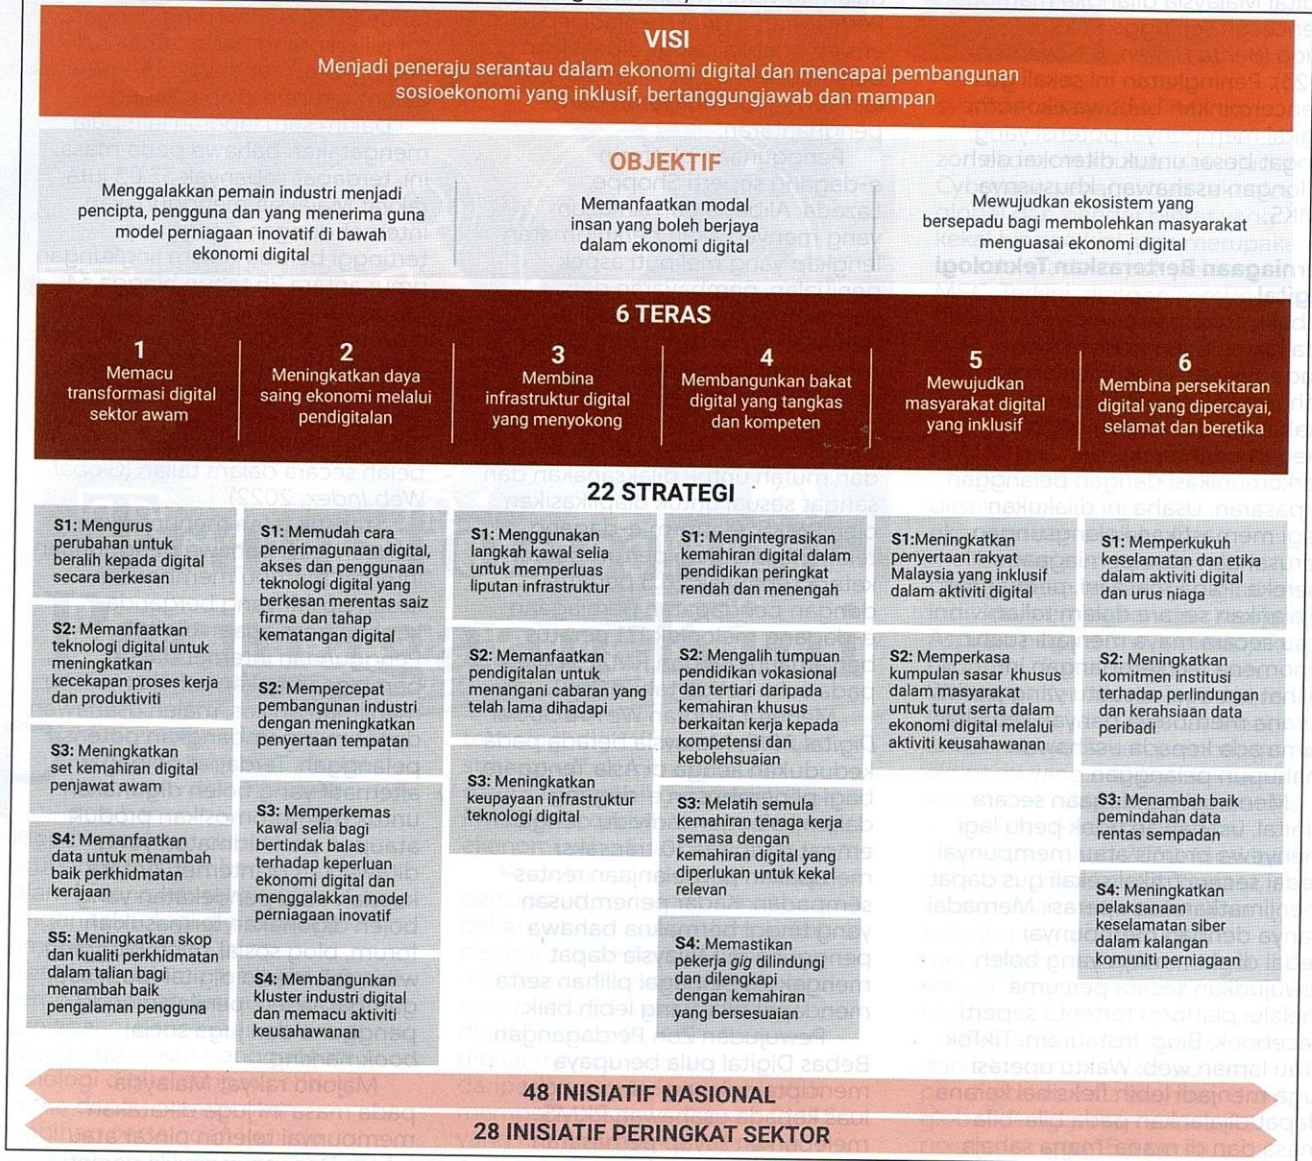 VISI
Menjadi peneraju serantau dalam ekonomi digital dan mencapai pembangunan
sosioekonomi yang inklusif, bertanggungjawab dan mampan
OBJEKTIF
Menggalakkan pemain industri menjadi
pencipta, pengguna dan yang menerima guna
model perniagaan inovatif di bawah
ekonomi digital
Memanfaatkan modal
insan yang boleh berjaya
dalam ekonomi digital
Mewujudkan ekosistem yang
bersepadu bagi membolehkan masyarakat
menguasai ekonomi digital
6 TERAS
1
Memacu
transformasi digital
sektor awam
2
Meningkatkan daya
saing ekonomi melalui
pendigitalan
3
Membina
infrastruktur digital
yang menyokong
4
Membangunkan bakat
digital yang tangkas
dan kompeten
5
Mewujudkan
masyarakat digital
yang inklusif
6
Membina persekitaran
digital yang dipercayai,
selamat dan beretika
22 STRATEGI
S1: Mengurus
perubahan untuk
beralih kepada digital
secara berkesan
S2: Memanfaatkan
teknologi digital untuk
meningkatkan
kecekapan proses kerja
dan produktiviti
S3: Meningkatkan
set kemahiran digital
penjawat awam
S4: Memanfaatkan
data untuk menambah
baik perkhidmatan
kerajaan
S5: Meningkatkan skop
dan kualiti perkhidmatan
dalam talian bagi
menambah baik
pengalaman pengguna
S1: Memudah cara
penerimagunaan digital,
akses dan penggunaan
teknologi digital yang
berkesan merentas saiz
firma dan tahap
kematangan digital
S2: Mempercepat
pembangunan industri
dengan meningkatkan
penyertaan tempatan
S3: Memperkemas
kawal selia bagi
bertindak balas
terhadap keperluan
ekonomi digital dan
menggalakkan model
perniagaan inovatif
S4: Membangunkan
kluster industri digital
dan memacu aktiviti
keusahawanan
S1: Menggunakan
langkah kawal selia
untuk memperluas
liputan infrastruktur
S2: Memanfaatkan
pendigitalan untuk
menangani cabaran yang
telah lama dihadapi
S3: Meningkatkan
keupayaan infrastruktur
teknologi digital
S1: Mengintegrasikan
kemahiran digital dalam
pendidikan peringkat
rendah dan menengah
S2: Mengalih tumpuan
pendidikan vokasional
dan tertiari daripada
kemahiran khusus
berkaitan kerja kepada
kompetensi dan
kebolehsuaian
S3: Melatih semula
kemahiran tenaga kerja
semasa dengan
kemahiran digital yang
diperlukan untuk kekal
relevan
S4: Memastikan
pekerja gig dilindungi
dan dilengkapi
dengan kemahiran
yang bersesuaian
S1:Meningkatkan
penyertaan rakyat
Malaysia yang inklusif
dalam aktiviti digital
S2: Memperkasa
kumpulan sasar khusus
dalam masyarakat
untuk turut serta dalam
ekonomi digital melalui
aktiviti keusahawanan
S1: Memperkukuh
keselamatan dan etika
dalam aktiviti digital
dan urus niaga
S2: Meningkatkan
komitmen institusi
terhadap perlindungan
dan kerahsiaan data
peribadi
S3: Menambah baik
pemindahan data
rentas sempadan
S4: Meningkatkan
pelaksanaan
keselamatan siber
dalam kalangan
komuniti perniagaan
48 INISIATIF NASIONAL
28 INISIATIF PERINGKAT SEKTOR